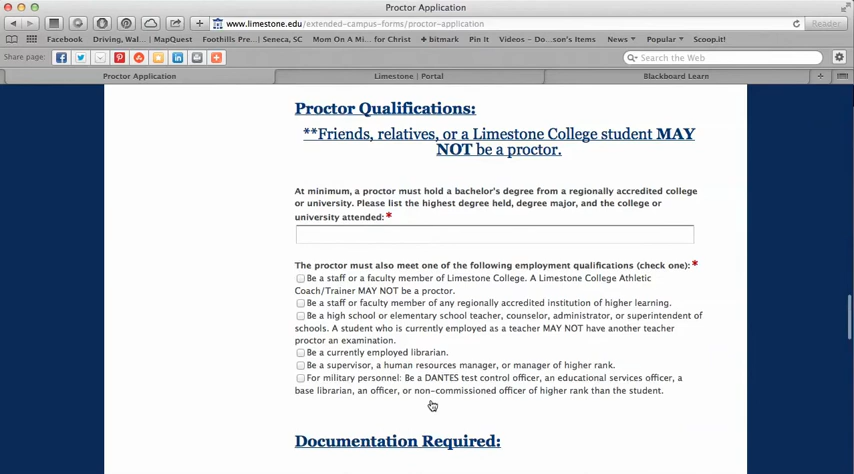 Proctor Application
www.limestone.edu/extended-campus-forms/proctor-application
Reader
Facebook Driving, Wal...| MapQuest Foothills Pre...| Seneca, SC Mom On A Mi... for Christ + bitmark Pin It Videos - Do...son's Items News Popular Scoop.it!
Share page: Search the Web
Proctor Application Limestone | Portal Blackboard Learn
Proctor Qualifications:
**Friends, relatives, or a Limestone College student MAY
NOT be a proctor.
At minimum, a proctor must hold a bachelor's degree from a regionally accredited college
or university. Please list the highest degree held, degree major, and the college or
university attended: *
The proctor must also meet one of the following employment qualifications (check one): *
Be a staff or a faculty member of Limestone College. A Limestone College Athletic
Coach/Trainer MAY NOT be a proctor.
Be a staff or faculty member of any regionally accredited institution of higher learning.
Be a high school or elementary school teacher, counselor, administrator, or superintendent of
schools. A student who is currently employed as a teacher MAY NOT have another teacher
proctor an examination.
Be a currently employed librarian.
Be a supervisor, a human resources manager, or manager of higher rank.
For military personnel: Be a DANTES test control officer, an educational services officer, a
base librarian, an officer, or non-commissioned officer of higher rank than the student.
Documentation Required: